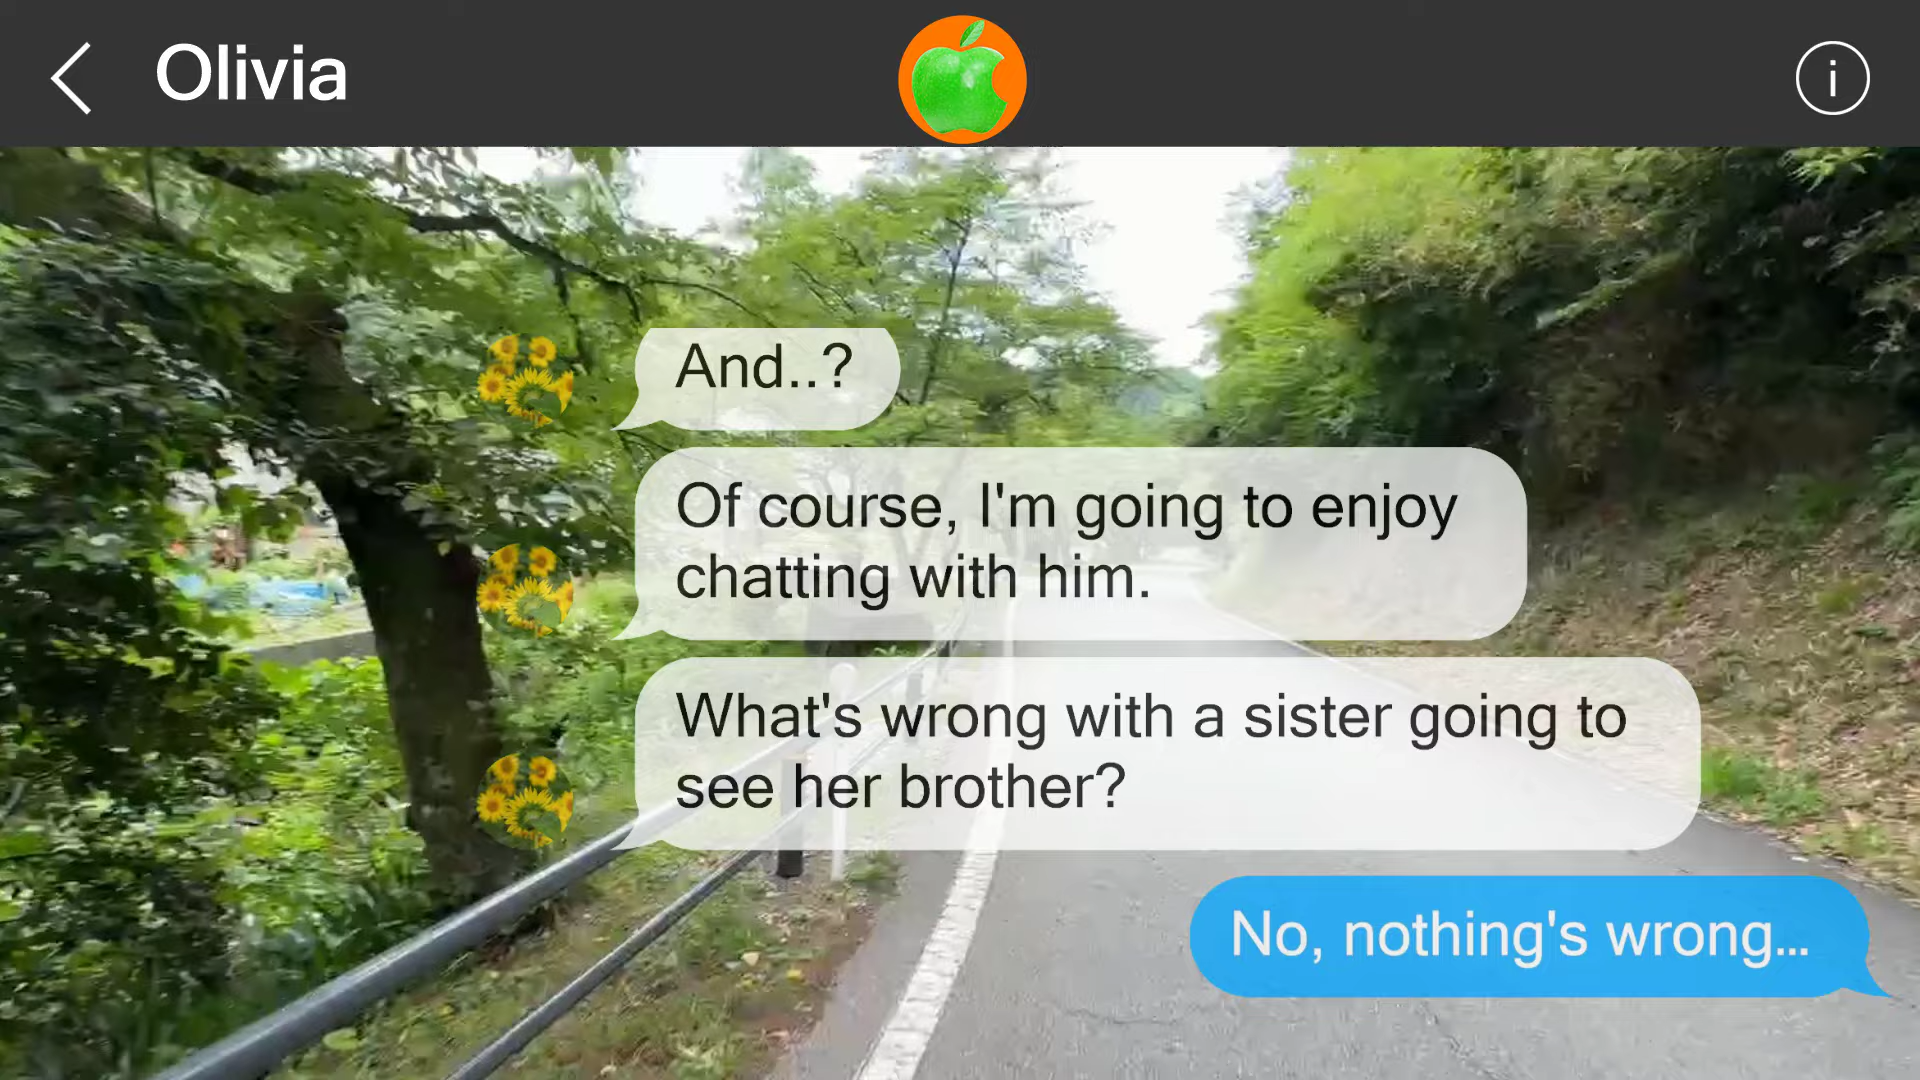 Olivia
i
And..?
Of course, I'm going to enjoy
chatting with him.
What's wrong with a sister going to
see her brother?
No, nothing's wrong...